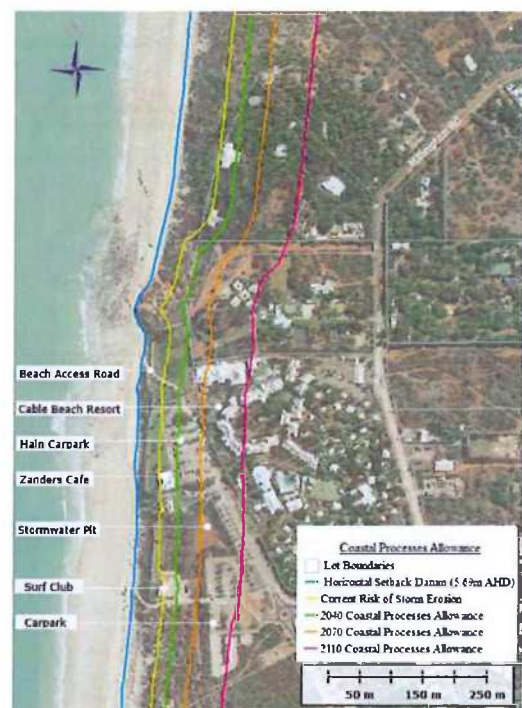 Beach Access Road
Cable Beach Resort
Hain Carpark
Zanders Cafe
Stormwater Pit
Surf Club
Carpark
Coastal Processes Allowance
Lot Boundaries
Horizontal Setback Datum (5.69m AHD)
Current Risk of Storm Erosion
2040 Coastal Processes Allowance
2070 Coastal Processes Allowance
2110 Coastal Processes Allowance
50 m 150 m 250 m